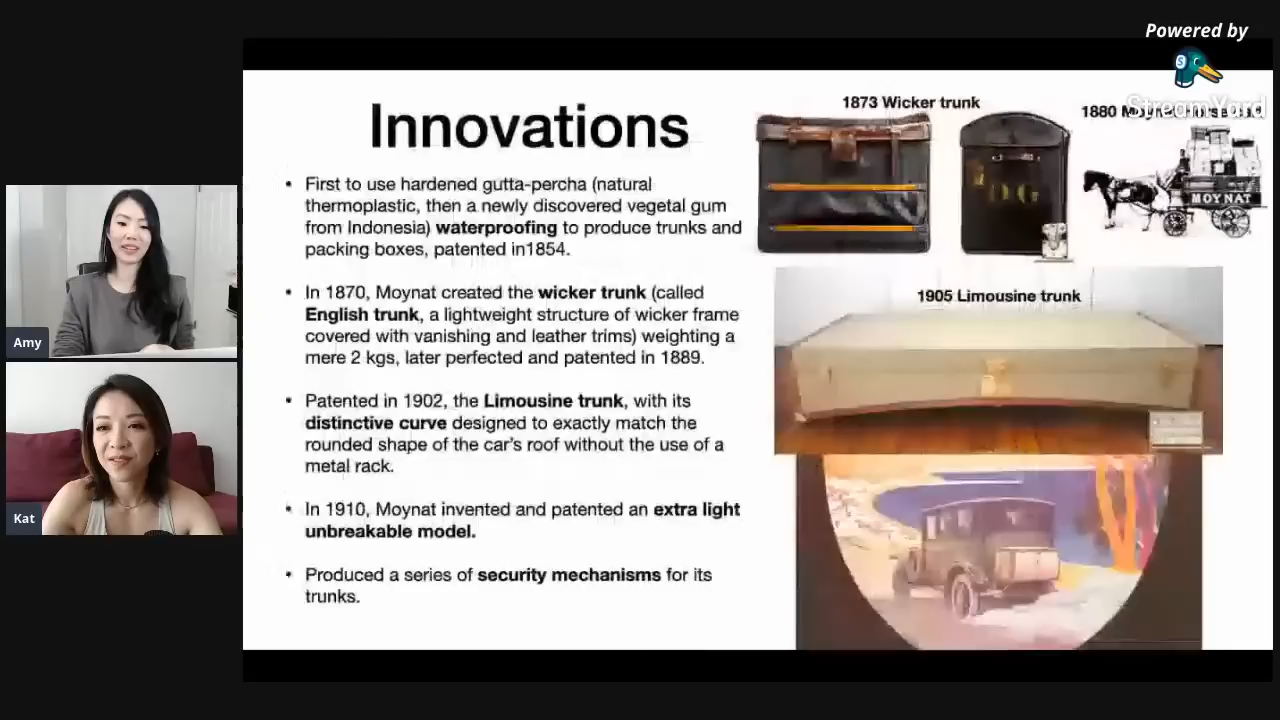 Powered by
StreamYard
Innovations
1873 Wicker trunk
1880
• First to use hardened gutta-percha (natural
thermoplastic, then a newly discovered vegetal gum
from Indonesia) waterproofing to produce trunks and
packing boxes, patented in1854.
MOYNAT
• In 1870, Moynat created the wicker trunk (called
English trunk, a lightweight structure of wicker frame
covered with vanishing and leather trims) weighting a
mere 2 kgs, later perfected and patented in 1889.
1905 Limousine trunk
• Patented in 1902, the Limousine trunk, with its
distinctive curve designed to exactly match the
rounded shape of the car's roof without the use of a
metal rack.
• In 1910, Moynat invented and patented an extra light
unbreakable model.
• Produced a series of security mechanisms for its
trunks.
Amy
Kat